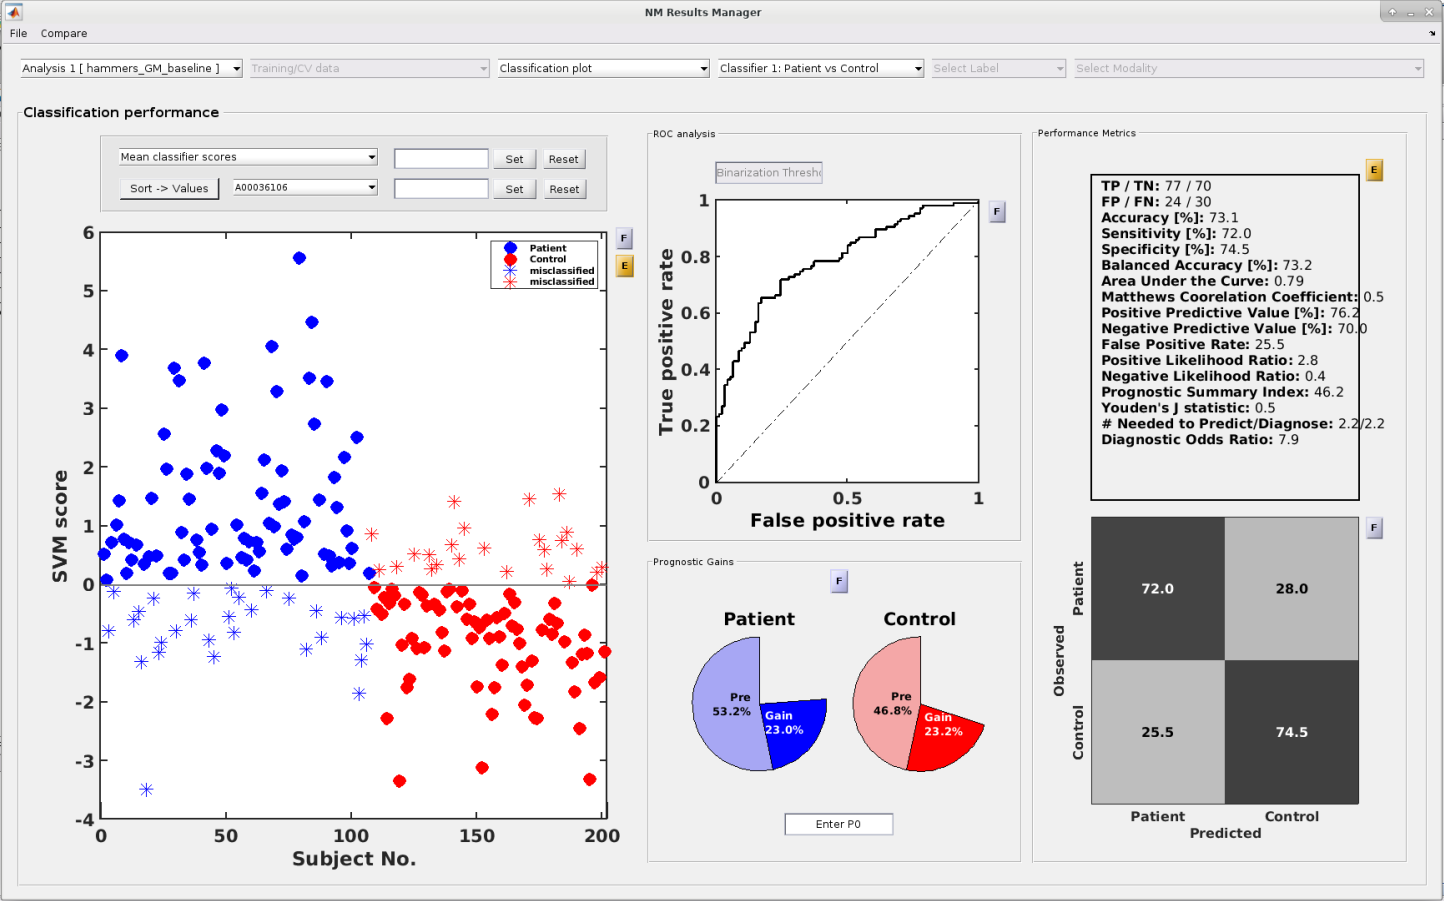 NM Results Manager
File Compare
Analysis 1 [ hammers_GM_baseline ] Training/CV data Classification plot Classifier 1: Patient vs Control Select Label Select Modality
Classification performance
Mean classifier scores Set Reset
Sort -> Values A00036106 Set Reset
6
5
4
3
2
1
0
-1
-2
-3
-4
0 50 100 150 200
SVM score
Subject No.
Patient
Control
misclassified
misclassified
F
E
ROC analysis
Binarization Thresho
F
1
0.8
0.6
0.4
0.2
0
0 0.5 1
True positive rate
False positive rate
Prognostic Gains
F
Patient Control
Pre
53.2%
Gain
23.0%
Pre
46.8%
Gain
23.2%
Enter P0
Performance Metrics
E
TP / TN: 77 / 70
FP / FN: 24 / 30
Accuracy [%]: 73.1
Sensitivity [%]: 72.0
Specificity [%]: 74.5
Balanced Accuracy [%]: 73.2
Area Under the Curve: 0.79
Matthews Coorelation Coefficient: 0.5
Positive Predictive Value [%]: 76.2
Negative Predictive Value [%]: 70.0
False Positive Rate: 25.5
Positive Likelihood Ratio: 2.8
Negative Likelihood Ratio: 0.4
Prognostic Summary Index: 46.2
Youden's J statistic: 0.5
# Needed to Predict/Diagnose: 2.2/2.2
Diagnostic Odds Ratio: 7.9
F
Observed
Patient
72.0 28.0
Control
25.5 74.5
Patient Control
Predicted